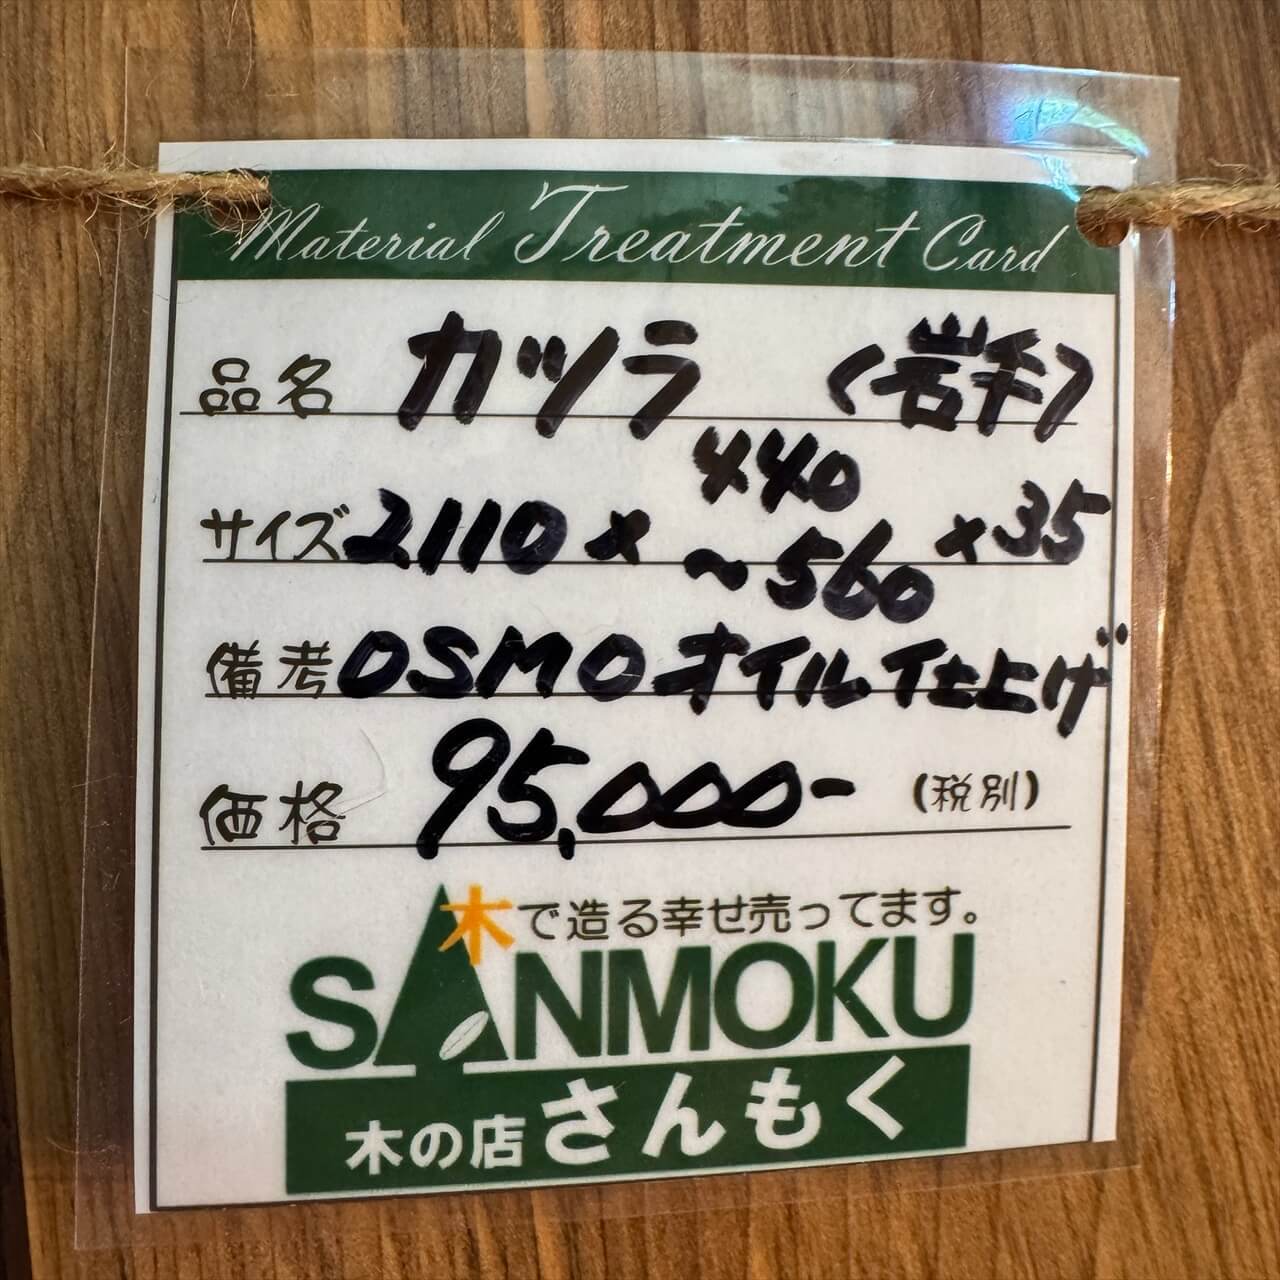 Material Treatment Card
品名 カツラ (岩手)
サイズ 2,110 × 440 ~560 × 35
備考 OSMOオイル仕上げ
価格 95,000- (税別)
木で造る幸せ売ってます。
SANMOKU
木の店さんもく